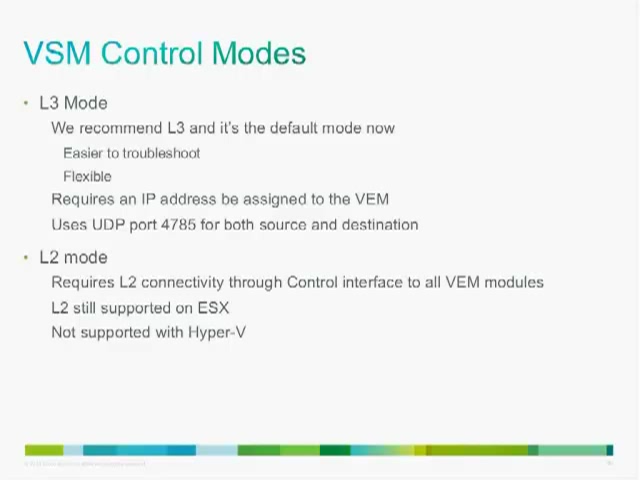 VSM Control Modes
• L3 Mode
We recommend L3 and it's the default mode now
Easier to troubleshoot
Flexible
Requires an IP address be assigned to the VEM
Uses UDP port 4785 for both source and destination
• L2 mode
Requires L2 connectivity through Control interface to all VEM modules
L2 still supported on ESX
Not supported with Hyper-V